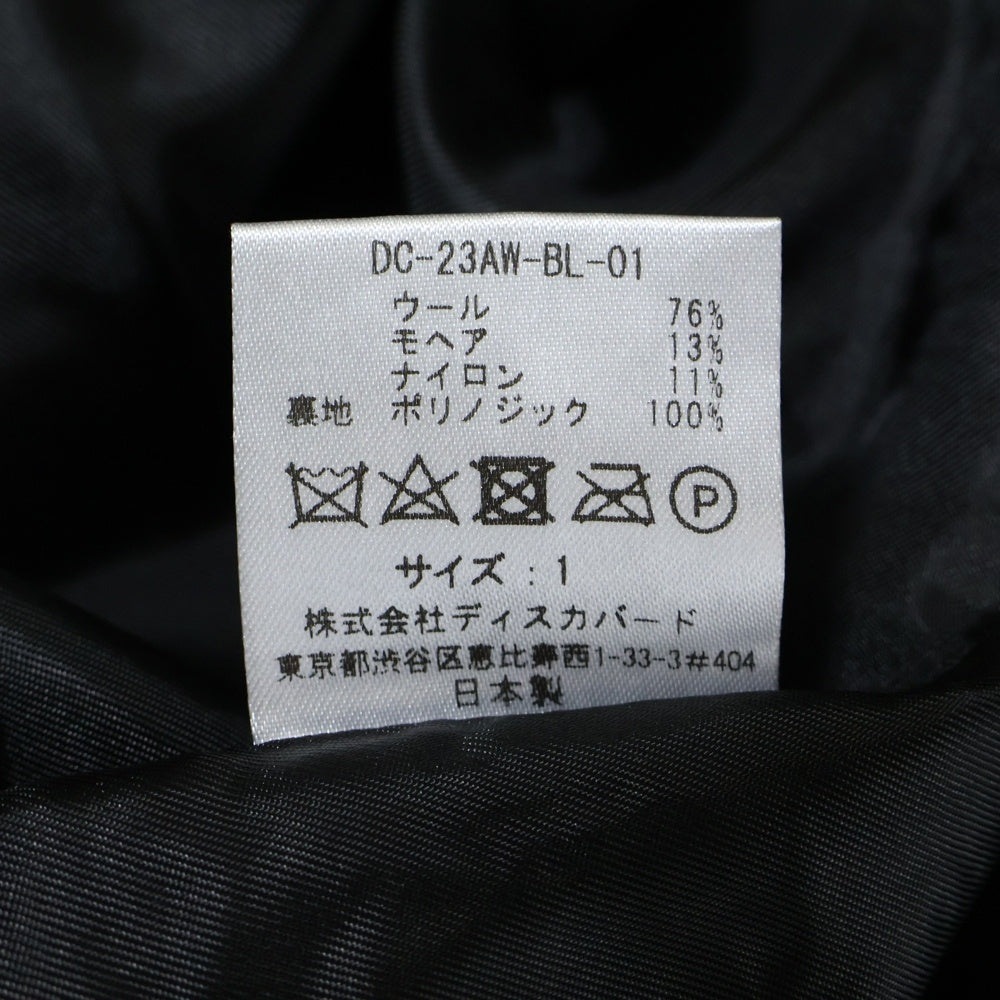 DC-23AW-BL-01
ウール 76%
モヘア 13%
ナイロン 11%
裏地 ポリノジック 100%
P
サイズ : 1
株式会社ディスカバード
東京都渋谷区恵比寿西1-33-3#404
日本製